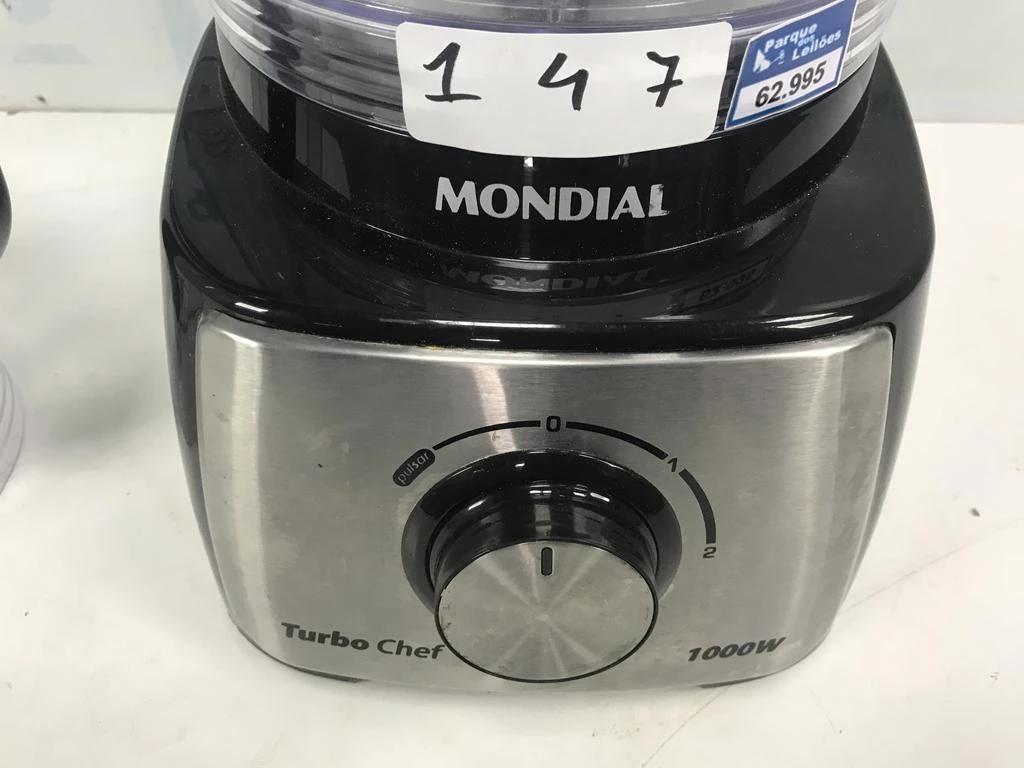 1 4 7
Parque
dos
Leilões
62.995
MONDIAL
pulsar
0
1
2
Turbo Chef
1000W